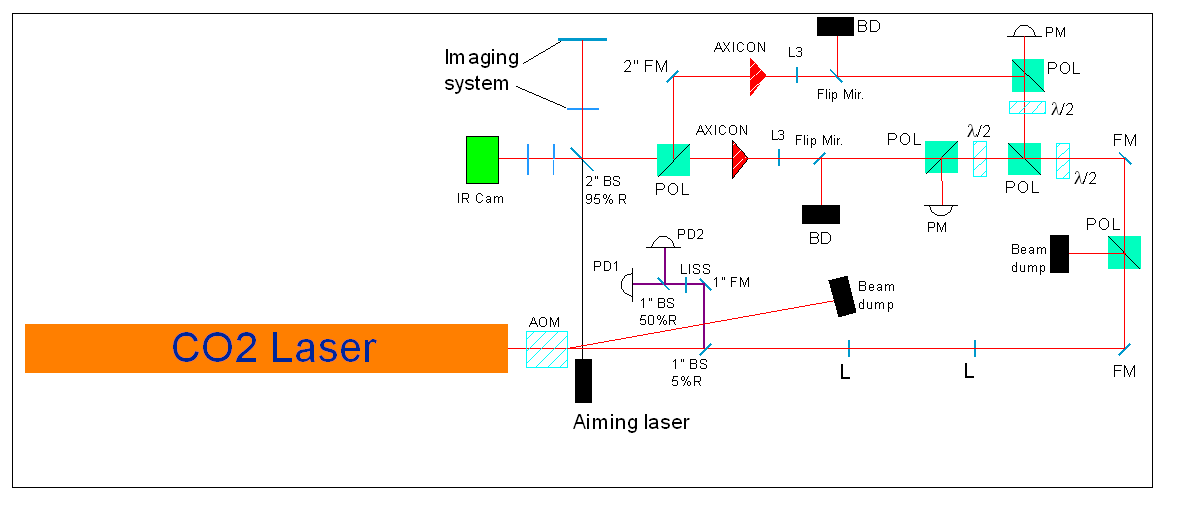 BD
PM
AXICON
L3
Imaging
system
2" FM
POL
Flip Mir.
λ/2
AXICON
L3
Flip Mir.
POL
λ/2
FM
IR Cam
2" BS
95% R
POL
POL
λ/2
PM
BD
POL
Beam
dump
PD2
PD1
LISS
1" FM
1" BS
50%R
Beam
dump
AOM
CO2 Laser
1" BS
5%R
L
L
FM
Aiming laser